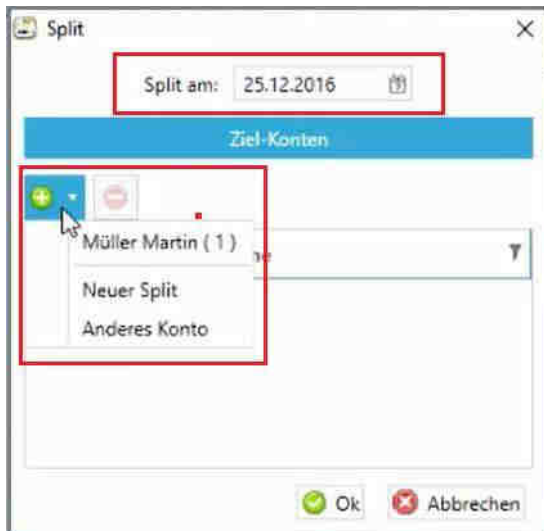 Split
Split am: 25.12.2016
Ziel-Konten
Müller Martin ( 1 )
Neuer Split
Anderes Konto
Ok Abbrechen